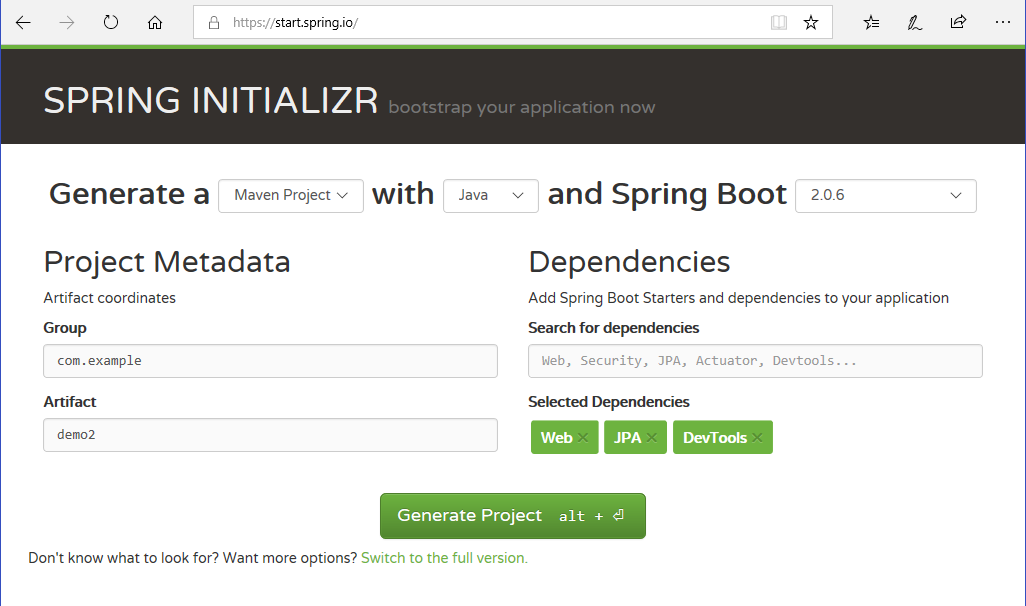 https://start.spring.io/
SPRING INITIALIZR bootstrap your application now
Generate a Maven Project with Java and Spring Boot 2.0.6
Project Metadata
Artifact coordinates
Group
com.example
Artifact
demo2
Dependencies
Add Spring Boot Starters and dependencies to your application
Search for dependencies
Web, Security, JPA, Actuator, Devtools...
Selected Dependencies
Web × JPA × DevTools ×
Generate Project alt + ⏎
Don't know what to look for? Want more options? Switch to the full version.